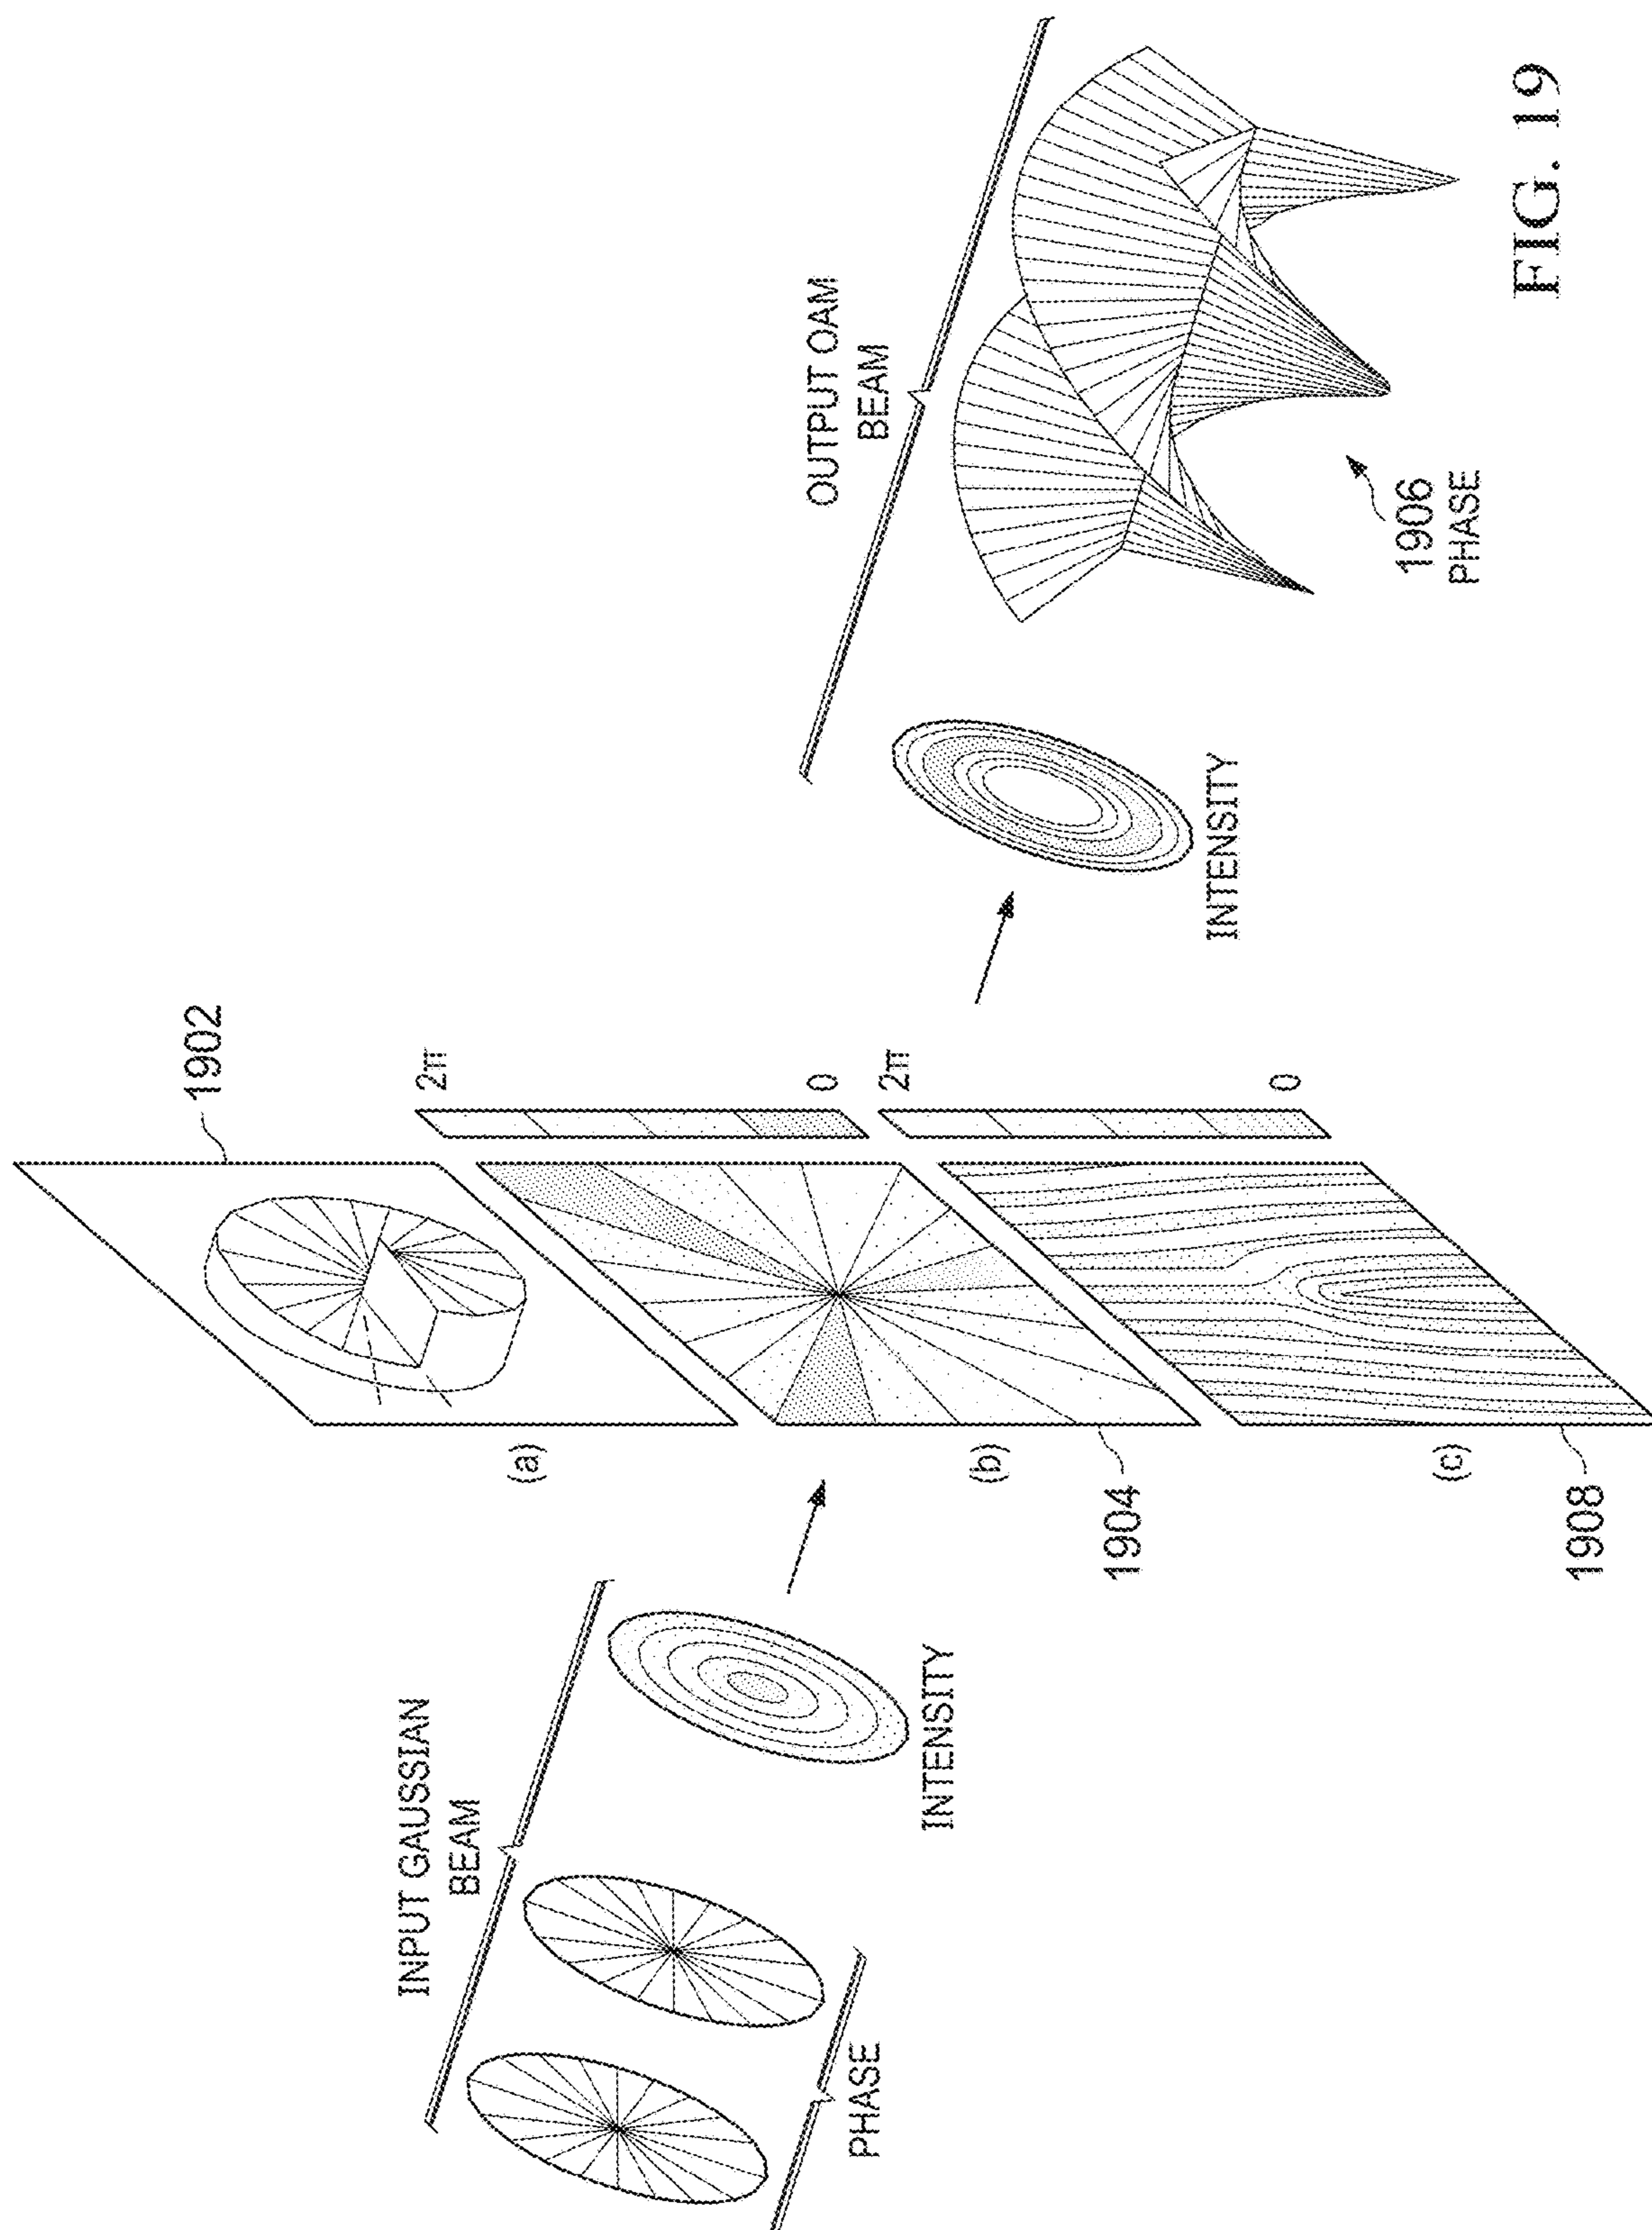 INPUT GAUSSIAN
BEAM
PHASE
INTENSITY
1902
(a)
2π
0
(b)
1904
2π
0
(c)
1908
OUTPUT OAM
BEAM
INTENSITY
1906
PHASE
FIG. 19